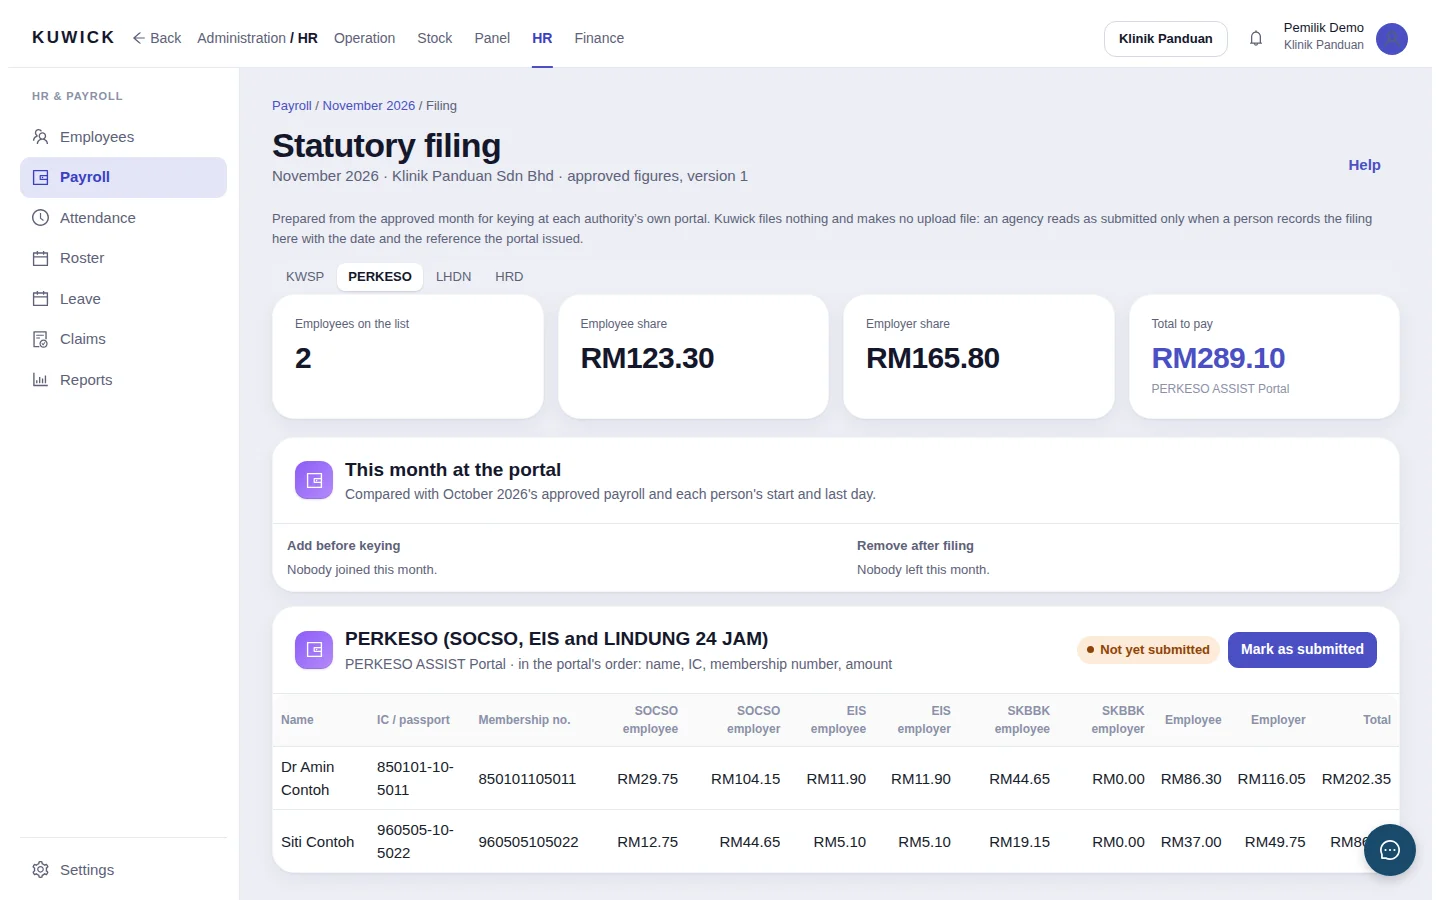 KUWICK
Back
Administration / HR
Operation
Stock
Panel
HR
Finance
Klinik Panduan
Pemilik Demo
Klinik Panduan
HR & PAYROLL
Employees
Payroll
Attendance
Roster
Leave
Claims
Reports
Settings
Payroll / November 2026 / Filing
Statutory filing
November 2026 · Klinik Panduan Sdn Bhd · approved figures, version 1
Help
Prepared from the approved month for keying at each authority's own portal. Kuwick files nothing and makes no upload file: an agency reads as submitted only when a person records the filing
here with the date and the reference the portal issued.
KWSP PERKESO LHDN HRD
Employees on the list
2
Employee share
RM123.30
Employer share
RM165.80
Total to pay
RM289.10
PERKESO ASSIST Portal
This month at the portal
Compared with October 2026's approved payroll and each person's start and last day.
Add before keying
Nobody joined this month.
Remove after filing
Nobody left this month.
PERKESO (SOCSO, EIS and LINDUNG 24 JAM)
PERKESO ASSIST Portal · in the portal's order: name, IC, membership number, amount
Not yet submitted
Mark as submitted
Name
IC / passport
Membership no.
SOCSO
employee
SOCSO
employer
EIS
employee
EIS
employer
SKBBK
employee
SKBBK
employer
Employee
Employer
Total
Dr Amin
Contoh
850101-10-
5011
850101105011
RM29.75
RM104.15
RM11.90
RM11.90
RM44.65
RM0.00
RM86.30
RM116.05
RM202.35
Siti Contoh
960505-10-
5022
960505105022
RM12.75
RM44.65
RM5.10
RM5.10
RM19.15
RM0.00
RM37.00
RM49.75